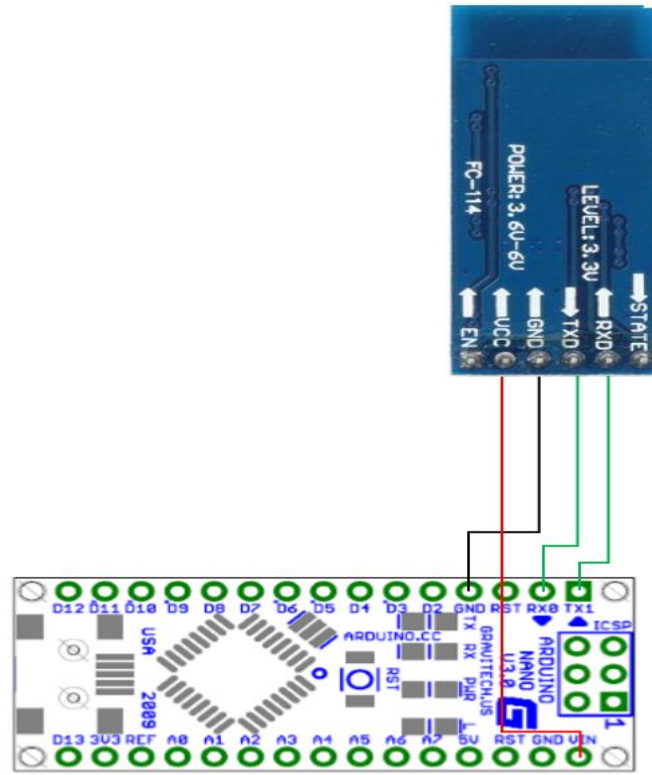 FC-114
POWER:3.6V-6V
LEVEL:3.3V
EN
VCC
GND
TXD
RXD
STATE
D12 D11 D10 D9 D8 D7 D6 D5 D4 D3 D2 GND RST RX0 TX1
USA
2009
ARDUINO.CC
RST
TX
RX
PWR
L
GRAVITECH.US
ARDUINO
NANO
V3.0
G
ICSP
1
D13 3V3 REF A0 A1 A2 A3 A4 A5 A6 A7 5V RST GND VIN